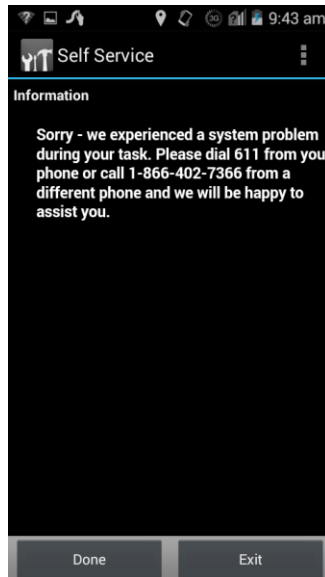 9:43 am
Self Service
Information
Sorry - we experienced a system problem
during your task. Please dial 611 from you
phone or call 1-866-402-7366 from a
different phone and we will be happy to
assist you.
Done
Exit